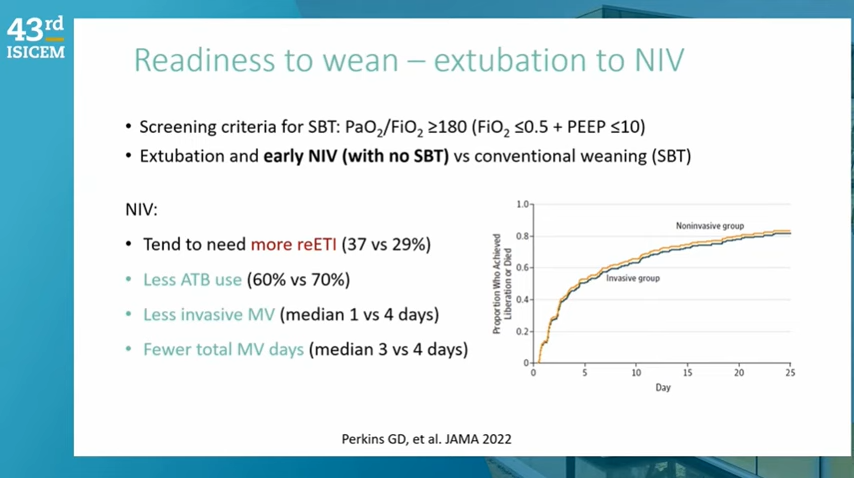 43rd
ISICEM
Readiness to wean – extubation to NIV
• Screening criteria for SBT: PaO₂/FiO₂ ≥180 (FiO₂ ≤0.5 + PEEP ≤10)
• Extubation and early NIV (with no SBT) vs conventional weaning (SBT)
NIV:
• Tend to need more reETI (37 vs 29%)
• Less ATB use (60% vs 70%)
• Less invasive MV (median 1 vs 4 days)
• Fewer total MV days (median 3 vs 4 days)
Proportion Who Achieved
Liberation or Died
1.0
0.8
0.6
0.4
0.2
0
Noninvasive group
Invasive group
0 5 10 15 20 25
Day
Perkins GD, et al. JAMA 2022